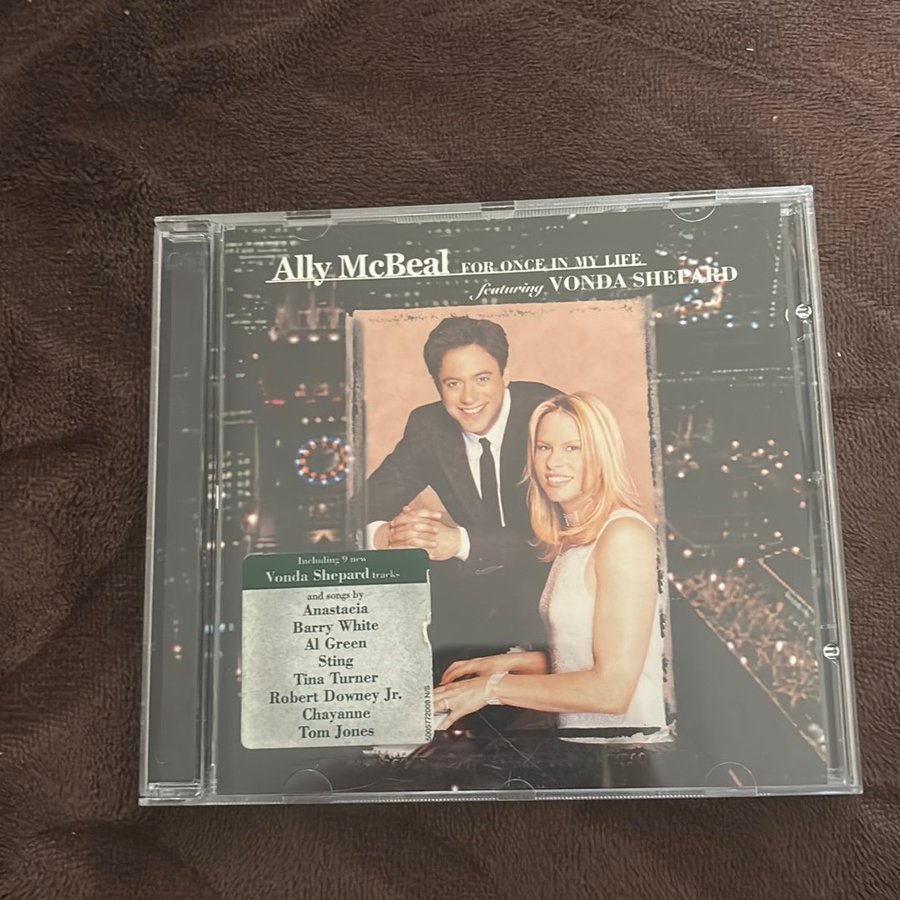 Ally McBeal FOR ONCE IN MY LIFE
featuring VONDA SHEPARD
Including 9 new
Vonda Shepard tracks
and songs by
Anastacia
Barry White
Al Green
Sting
Tina Turner
Robert Downey Jr.
Chayanne
Tom Jones
5005772008 N/S